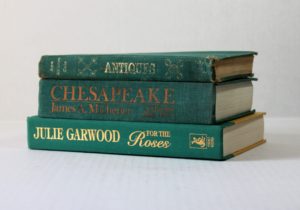 ANTIQUES
CHESAPEAKE
James A. Michener
JULIE GARWOOD
FOR THE
Roses